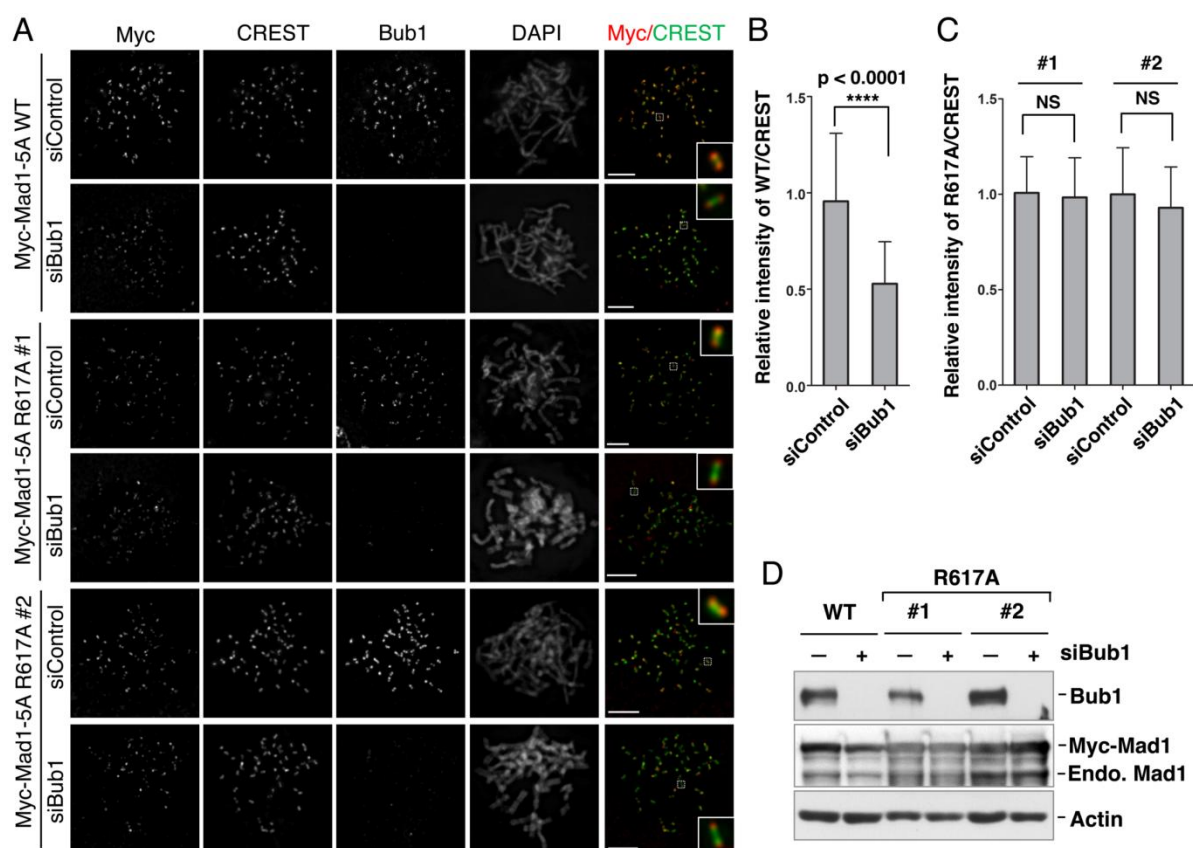 A
Myc
CREST
Bub1
DAPI
Myc/CREST
Myc-Mad1-5A WT
siControl
siBub1
Myc-Mad1-5A R617A #1
siControl
siBub1
Myc-Mad1-5A R617A #2
siControl
siBub1
B
p < 0.0001
****
Relative intensity of WT/CREST
1.5
1.0
0.5
0.0
siControl
siBub1
C
#1
#2
NS
NS
Relative intensity of R617A/CREST
1.5
1.0
0.5
0.0
siControl
siBub1
siControl
siBub1
D
R617A
WT
#1
#2
— + — + — + siBub1
Bub1
Myc-Mad1
Endo. Mad1
Actin